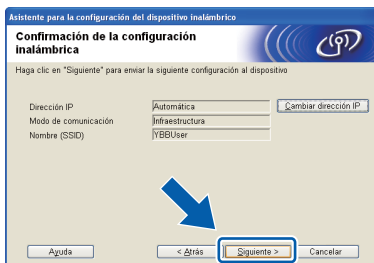 Asistente para la configuración del dispositivo inalámbrico
Confirmación de la configuración
inalámbrica
Haga clic en "Siguiente" para enviar la siguiente configuración al dispositivo
Dirección IP Automática Cambiar dirección IP
Modo de comunicación Infraestructura
Nombre (SSID) YBBUser
Ayuda < Atrás Siguiente > Cancelar